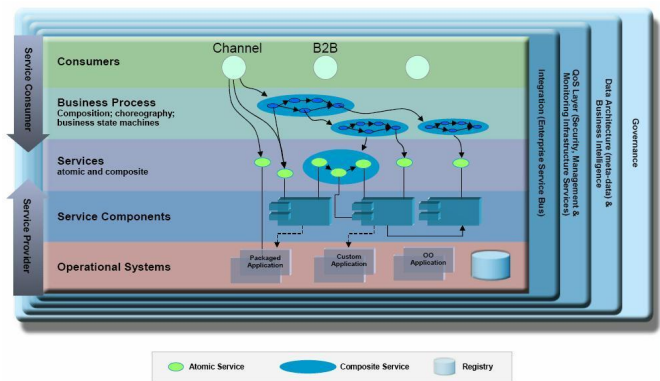 Channel
B2B
Consumers
Business Process
Composition; choreography;
business state machines
Services
atomic and composite
Service Components
Operational Systems
Packaged
Application
Custom
Application
OO
Application
Service Consumer
Service Provider
Integration (Enterprise Service Bus)
QoS Layer (Security, Management &
Monitoring Infrastructure Services)
Data Architecture (meta-data) &
Business Intelligence
Governance
Atomic Service
Composite Service
Registry